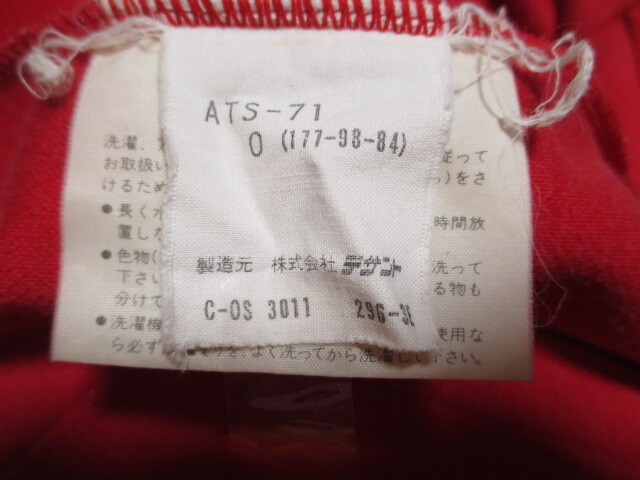 ATS-71
O (177-98-84)
製造元 株式会社 デサント
C-OS 3011 296-
洗濯、
従って
お取扱い
)をさ
けるため
●長く水
時間放
置しな
●色物(
洗って
下さい
る物も
分けて
●洗濯機
使用な
ら必ず
を、よく洗ってから洗濯して下さい。